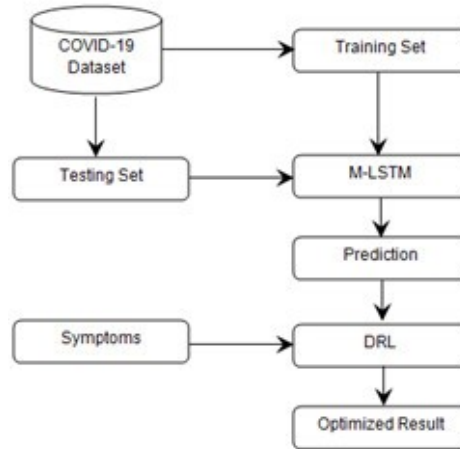 COVID-19
Dataset
Training Set
Testing Set
M-LSTM
Prediction
Symptoms
DRL
Optimized Result